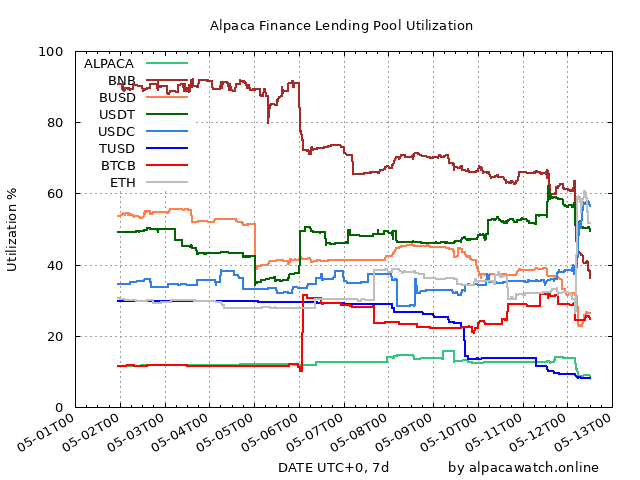 Alpaca Finance Lending Pool Utilization
100
80
60
40
20
0
Utilization %
ALPACA
BNB
BUSD
USDT
USDC
TUSD
BTCB
ETH
05-01T00
05-02T00
05-03T00
05-04T00
05-05T00
05-06T00
05-07T00
05-08T00
05-09T00
05-10T00
05-11T00
05-12T00
05-13T00
DATE UTC+0, 7d
by alpacawatch.online